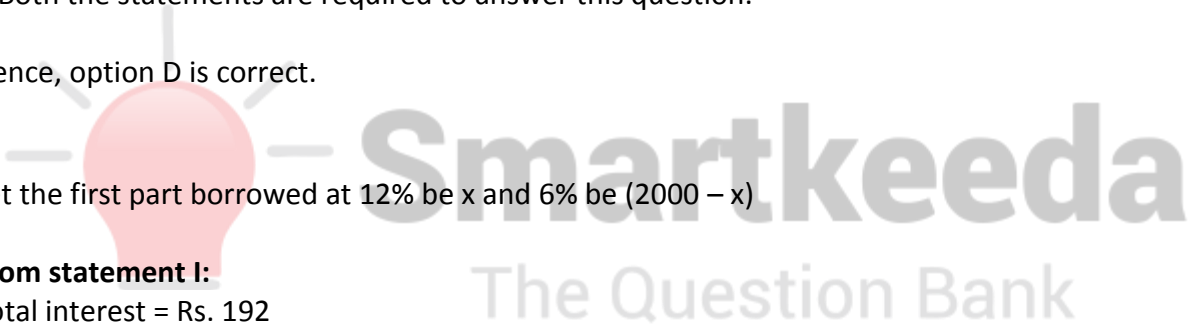 Both the statements are required to answer this question.
ence, option D is correct.
Smartkeeda
t the first part borrowed at 12% be x and 6% be (2000 – x)
om statement I:
The Question Bank
otal interest = Rs. 192